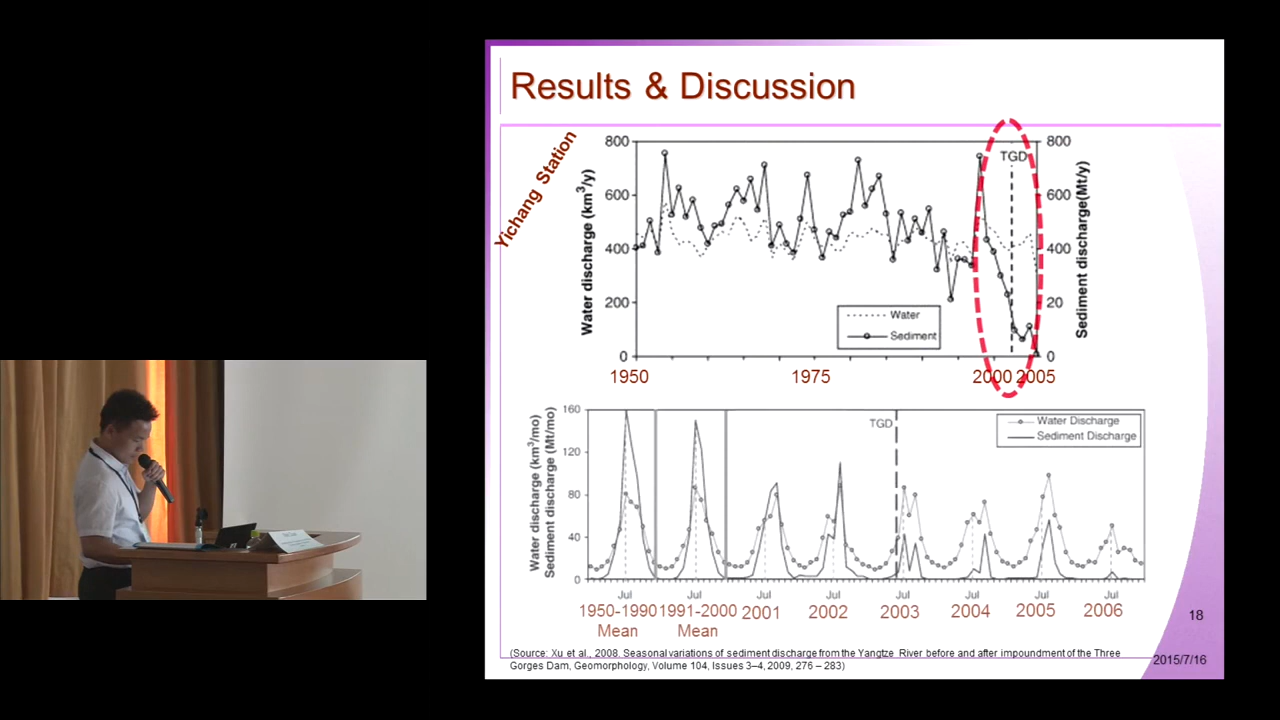 Results & Discussion
Yichang Station
800
600
400
200
0
Water discharge (km³/y)
TGD
800
600
400
20
0
Sediment discharge(Mt/y)
Water
Sediment
1950
1975
2000 2005
Water discharge (km³/mo)
Sediment discharge (Mt/mo)
160
120
80
40
0
TGD
Water Discharge
Sediment Discharge
Jul
Jul
Jul
Jul
Jul
Jul
Jul
Jul
1950-1990 1991-2000 2001 2002 2003 2004 2005 2006
Mean Mean
18
(Source: Xu et al., 2008. Seasonal variations of sediment discharge from the Yangtze River before and after impoundment of the Three
Gorges Dam, Geomorphology, Volume 104, Issues 3–4, 2009, 276 – 283)
2015/7/16